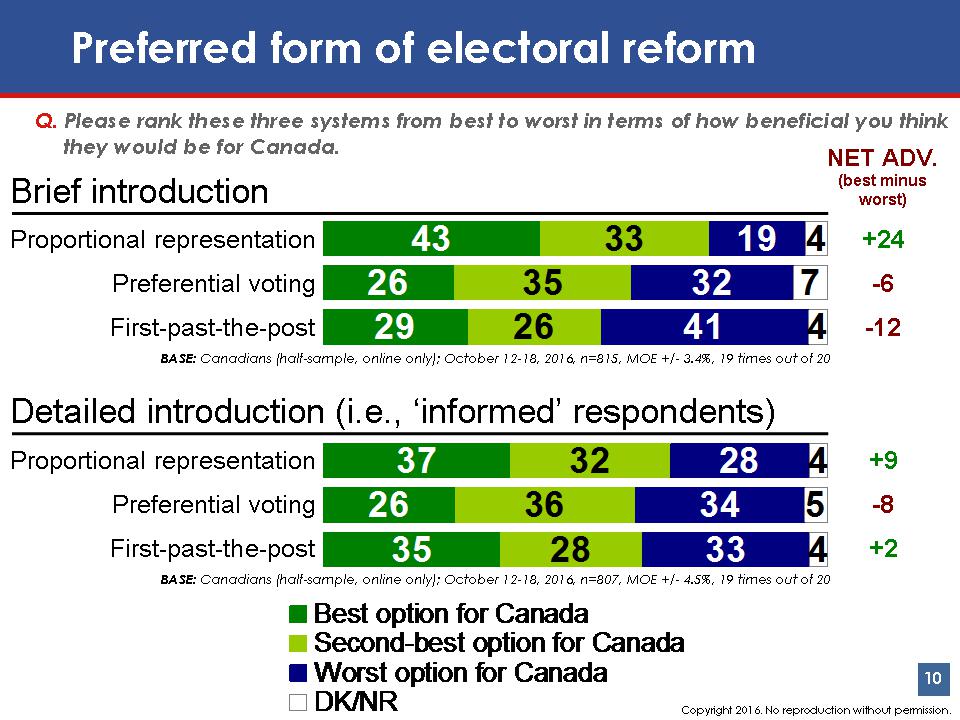 Preferred form of electoral reform
Q. Please rank these three systems from best to worst in terms of how beneficial you think
they would be for Canada.
NET ADV.
(best minus
worst)
Brief introduction
Proportional representation 43 33 19 4 +24
Preferential voting 26 35 32 7 -6
First-past-the-post 29 26 41 4 -12
BASE: Canadians (half-sample, online only); October 12-18, 2016, n=815, MOE +/- 3.4%, 19 times out of 20
Detailed introduction (i.e., ‘informed’ respondents)
Proportional representation 37 32 28 4 +9
Preferential voting 26 36 34 5 -8
First-past-the-post 35 28 33 4 +2
BASE: Canadians (half-sample, online only); October 12-18, 2016, n=807, MOE +/- 4.5%, 19 times out of 20
Best option for Canada
Second-best option for Canada
Worst option for Canada
DK/NR
10
Copyright 2016. No reproduction without permission.